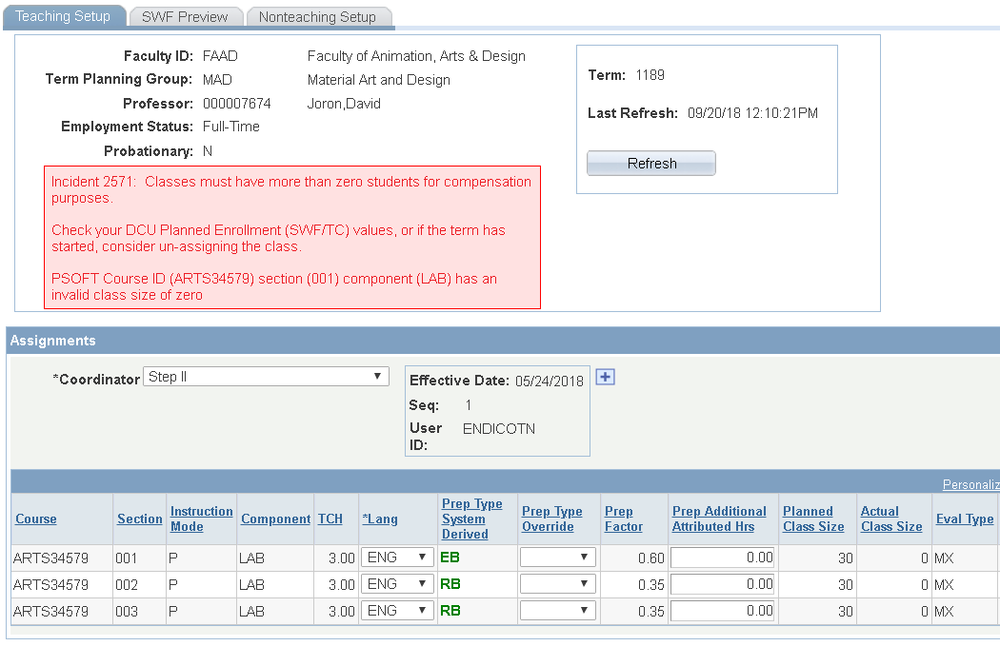 Teaching Setup SWF Preview Nonteaching Setup
Faculty ID: FAAD Faculty of Animation, Arts & Design
Term Planning Group: MAD Material Art and Design
Professor: 000007674 Joron,David
Employment Status: Full-Time
Probationary: N
Term: 1189
Last Refresh: 09/20/18 12:10:21PM
Refresh
Incident 2571: Classes must have more than zero students for compensation
purposes.
Check your DCU Planned Enrollment (SWF/TC) values, or if the term has
started, consider un-assigning the class.
PSOFT Course ID (ARTS34579) section (001) component (LAB) has an
invalid class size of zero
Assignments
*Coordinator Step II
Effective Date: 05/24/2018
Seq: 1
User ENDICOTN
ID:
Personaliz
Course Section Instruction Mode Component TCH *Lang Prep Type System Derived Prep Type Override Prep Factor Prep Additional Attributed Hrs Planned Class Size Actual Class Size Eval Type
ARTS34579 001 P LAB 3.00 ENG EB 0.60 0.00 30 0 MX
ARTS34579 002 P LAB 3.00 ENG RB 0.35 0.00 30 0 MX
ARTS34579 003 P LAB 3.00 ENG RB 0.35 0.00 30 0 MX